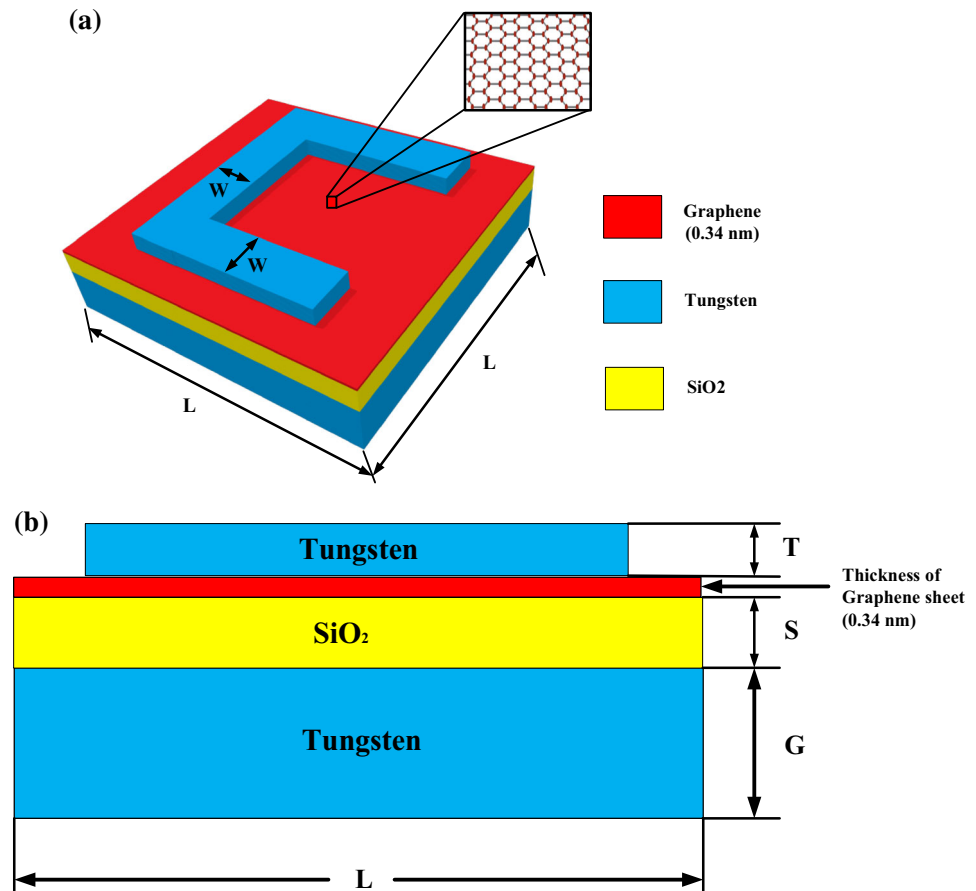 (a)
W
W
L
L
Graphene
(0.34 nm)
Tungsten
SiO2
(b)
Tungsten
T
Thickness of
Graphene sheet
(0.34 nm)
SiO₂
S
Tungsten
G
L